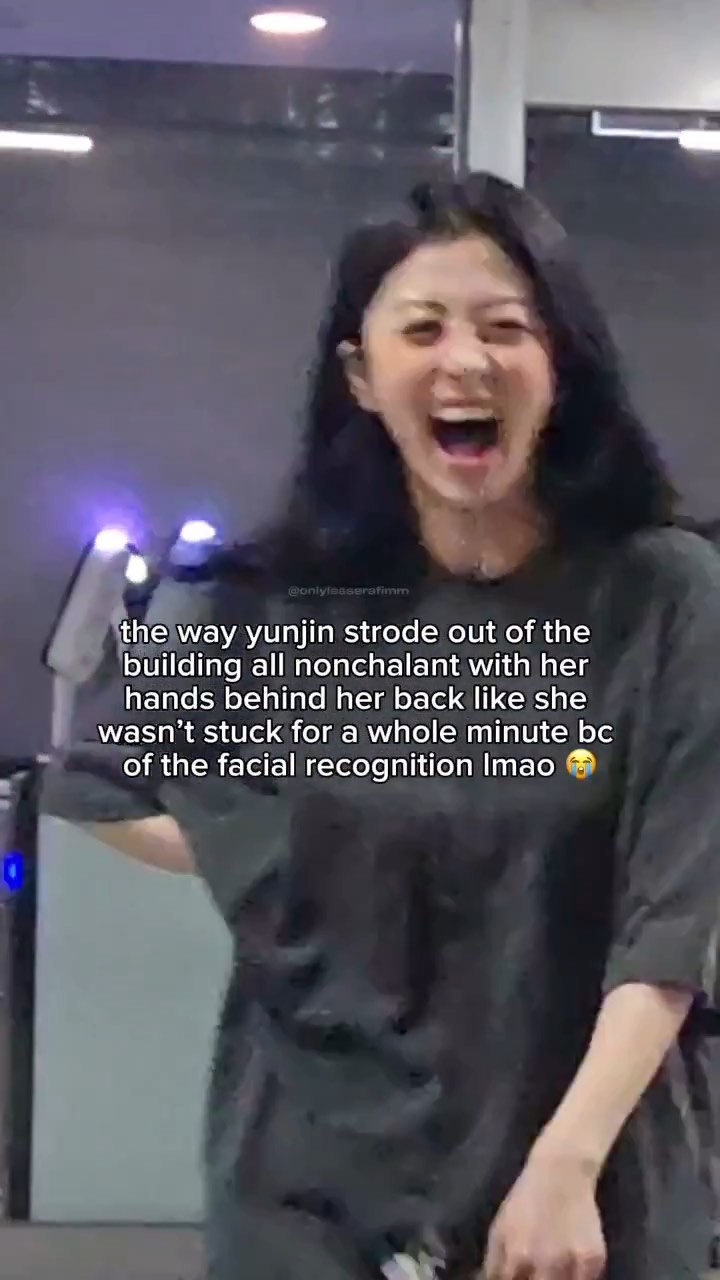 @onlylesserafimm
the way yunjin strode out of the
building all nonchalant with her
hands behind her back like she
wasn’t stuck for a whole minute bc
of the facial recognition lmao 😭